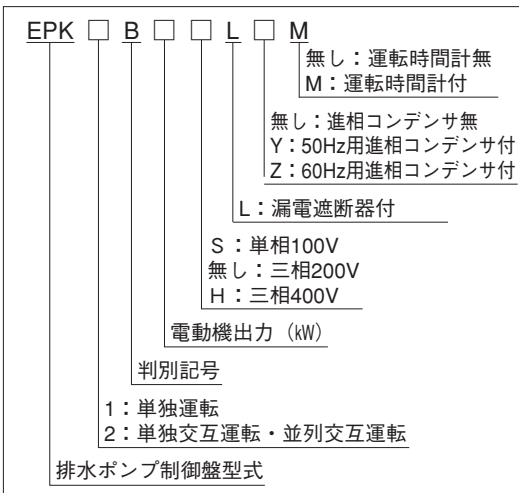 EPK □ B □ □ L □ M
無し：運転時間計無
M：運転時間計付
無し：進相コンデンサ無
Y：50Hz用進相コンデンサ付
Z：60Hz用進相コンデンサ付
L：漏電遮断器付
S：単相100V
無し：三相200V
H：三相400V
電動機出力（㎾）
判別記号
1：単独運転
2：単独交互運転・並列交互運転
排水ポンプ制御盤型式